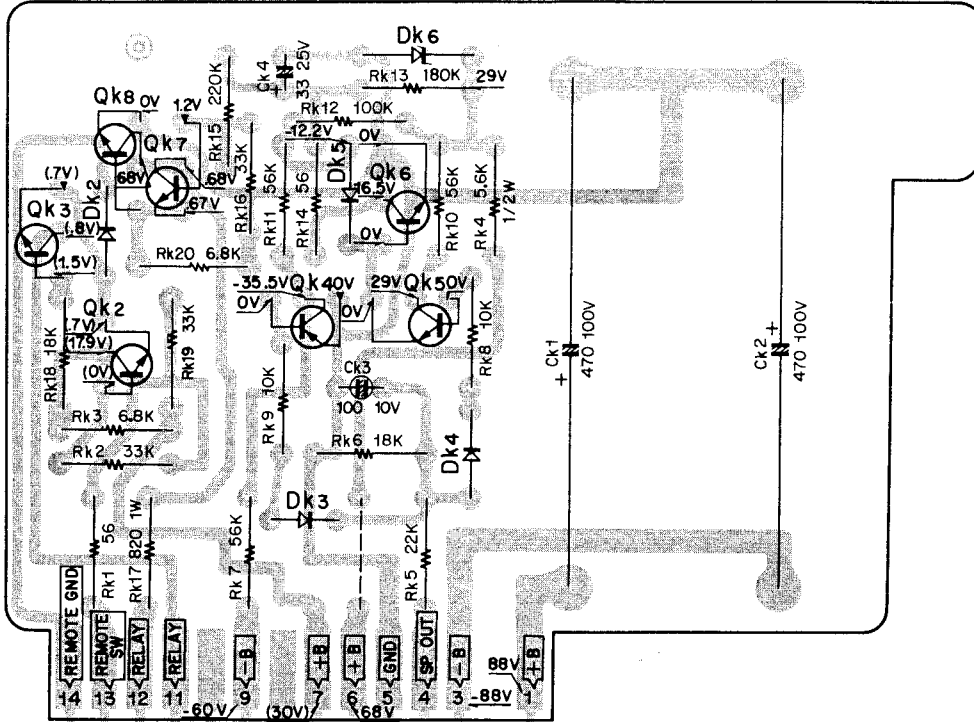 Dk6
Ck4
33 25V
Rk13 180K 29V
Qk8 0V
1.2V
220K
Rk15
Rk12 100K
Qk7
-12.2V 0V
(.7V)
Dk2
.68V
.68V
33K
Rk16
56K
Rk11
56
Rk14
Dk5
Qk6
-16.5V
56K
Rk10
5.6K
1/2W
Rk4
Qk3
(.8V)
.67V
0V
(1.5V)
Rk20 6.8K
-35.5V Qk4 0V 29V Qk5 0V
0V
0V
Qk2
(.7V)
(17.9V)
(0V)
18K
Rk18
33K
Rk19
10K
Rk9
Ck3
100 10V
10K
Rk8
Ck1
470 100V
+
Ck2
470 100V
+
Rk3 6.8K
Rk2 33K
Rk6 18K
Dk4
Dk3
56
Rk1
820 1W
Rk17
56K
Rk7
22K
Rk5
REMOTE GND
REMOTE SW
RELAY
RELAY
-B
+B
+B
GND
SP OUT
-B
+B
88V
14 13 12 11 9 7 6 5 4 3 1
-60V (30V) 68V -88V